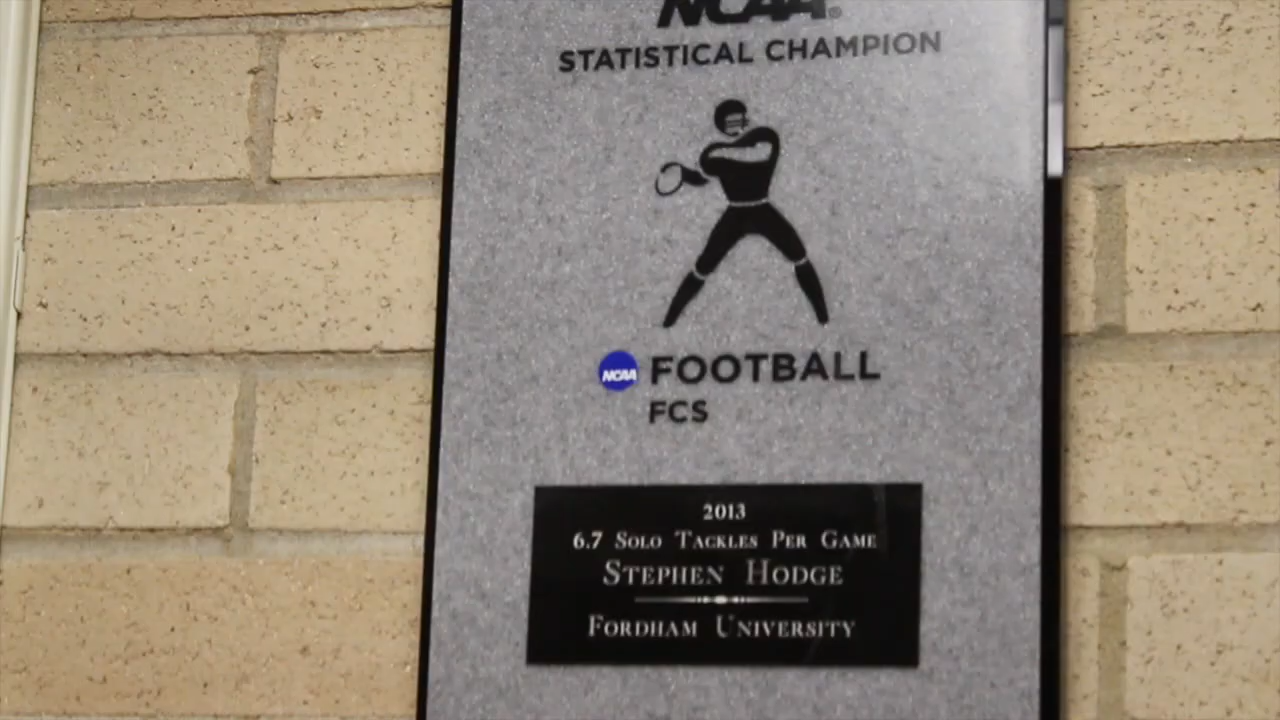 NCAA®
STATISTICAL CHAMPION
NCAA FOOTBALL
FCS
2013
6.7 SOLO TACKLES PER GAME
STEPHEN HODGE
FORDHAM UNIVERSITY